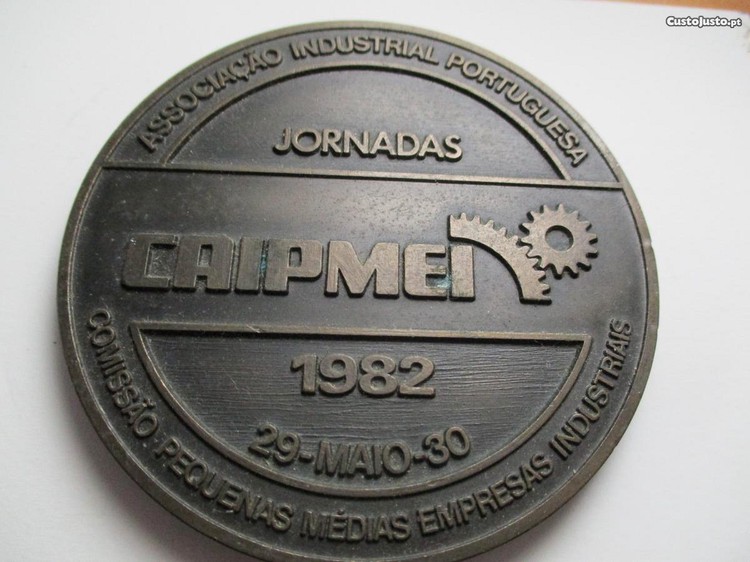 CustoJusto.pt
ASSOCIAÇÃO INDUSTRIAL PORTUGUESA
JORNADAS
CAIPMEI
1982
29-MAIO-30
COMISSÃO PEQUENAS MÉDIAS EMPRESAS INDUSTRIAIS